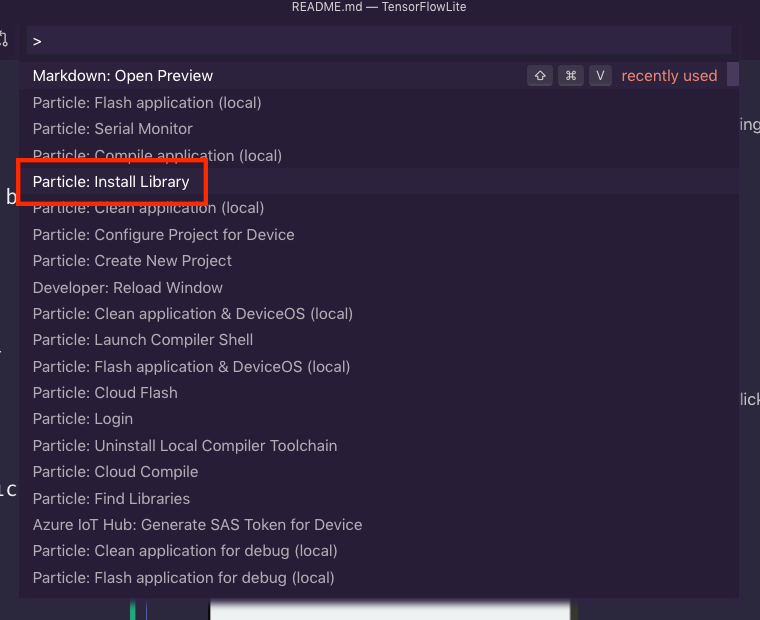 README.md — TensorFlowLite
>
Markdown: Open Preview ⇧ ⌘ V recently used
Particle: Flash application (local)
Particle: Serial Monitor
Particle: Compile application (local)
Particle: Install Library
Particle: Clean application (local)
Particle: Configure Project for Device
Particle: Create New Project
Developer: Reload Window
Particle: Clean application & DeviceOS (local)
Particle: Launch Compiler Shell
Particle: Flash application & DeviceOS (local)
Particle: Cloud Flash
Particle: Login
Particle: Uninstall Local Compiler Toolchain
Particle: Cloud Compile
Particle: Find Libraries
Azure IoT Hub: Generate SAS Token for Device
Particle: Clean application for debug (local)
Particle: Flash application for debug (local)